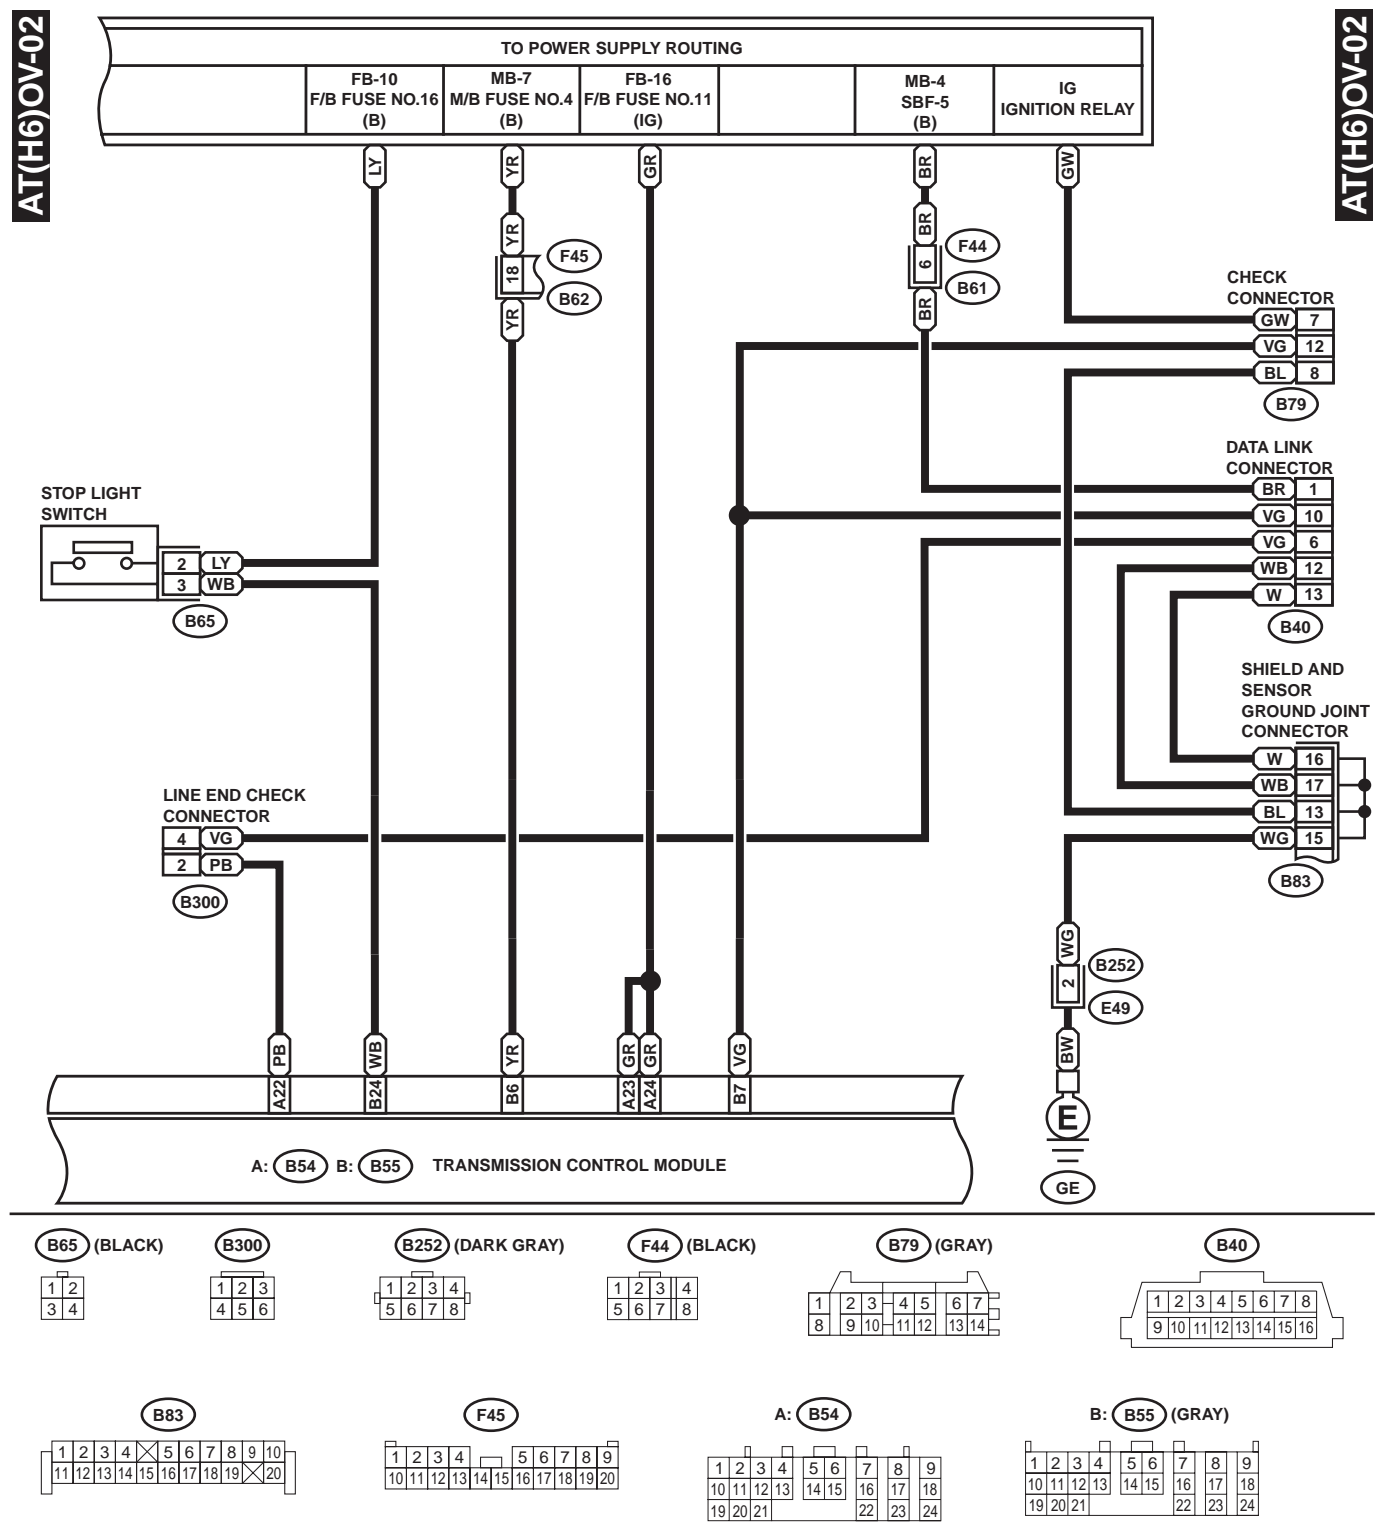 AT(H6)OV-02
AT(H6)OV-02
TO POWER SUPPLY ROUTING
FB-10
F/B FUSE NO.16
(B)
MB-7
M/B FUSE NO.4
(B)
FB-16
F/B FUSE NO.11
(IG)
MB-4
SBF-5
(B)
IG
IGNITION RELAY
LY
YR
GR
BR
GW
YR
18
YR
F45
B62
BR
6
BR
F44
B61
CHECK
CONNECTOR
GW 7
VG 12
BL 8
B79
DATA LINK
CONNECTOR
BR 1
VG 10
VG 6
WB 12
W 13
B40
STOP LIGHT
SWITCH
2 LY
3 WB
B65
SHIELD AND
SENSOR
GROUND JOINT
CONNECTOR
W 16
WB 17
BL 13
WG 15
B83
LINE END CHECK
CONNECTOR
4 VG
2 PB
B300
WG
2
BW
B252
E49
E
GE
PB
WB
YR
GR
GR
VG
A22
B24
B6
A23
A24
B7
A: B54 B: B55 TRANSMISSION CONTROL MODULE
B65 (BLACK)
1 2
3 4
B300
1 2 3
4 5 6
B252 (DARK GRAY)
1 2 3 4
5 6 7 8
F44 (BLACK)
1 2 3 4
5 6 7 8
B79 (GRAY)
1 2 3 4 5 6 7
8 9 10 11 12 13 14
B40
1 2 3 4 5 6 7 8
9 10 11 12 13 14 15 16
B83
1 2 3 4 5 6 7 8 9 10
11 12 13 14 15 16 17 18 19 20
F45
1 2 3 4 5 6 7 8 9
10 11 12 13 14 15 16 17 18 19 20
A: B54
1 2 3 4 5 6 7 8 9
10 11 12 13 14 15 16 17 18
19 20 21 22 23 24
B: B55 (GRAY)
1 2 3 4 5 6 7 8 9
10 11 12 13 14 15 16 17 18
19 20 21 22 23 24